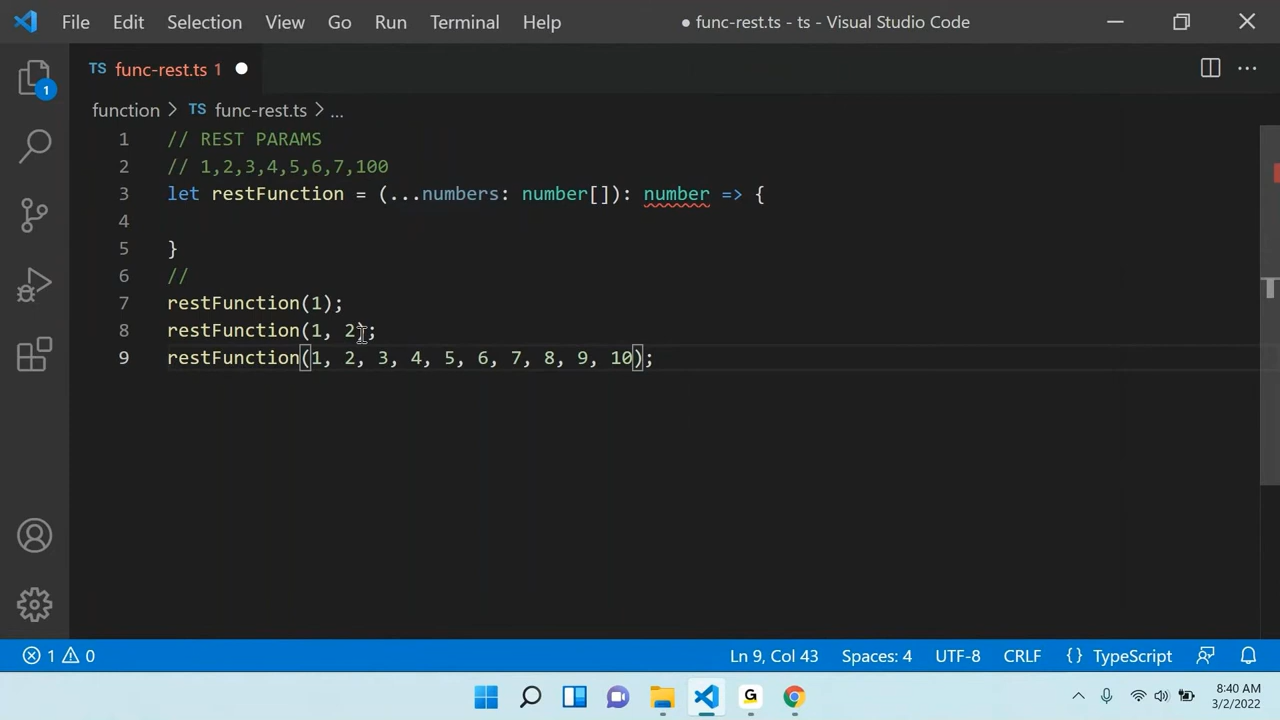 File Edit Selection View Go Run Terminal Help ● func-rest.ts - ts - Visual Studio Code
TS func-rest.ts 1
function > TS func-rest.ts > ...
1 // REST PARAMS
2 // 1,2,3,4,5,6,7,100
3 let restFunction = (...numbers: number[]): number => {
4
5 }
6 //
7 restFunction(1);
8 restFunction(1, 2);
9 restFunction(1, 2, 3, 4, 5, 6, 7, 8, 9, 10);
1
1 0 Ln 9, Col 43 Spaces: 4 UTF-8 CRLF {} TypeScript
G
8:40 AM
3/2/2022